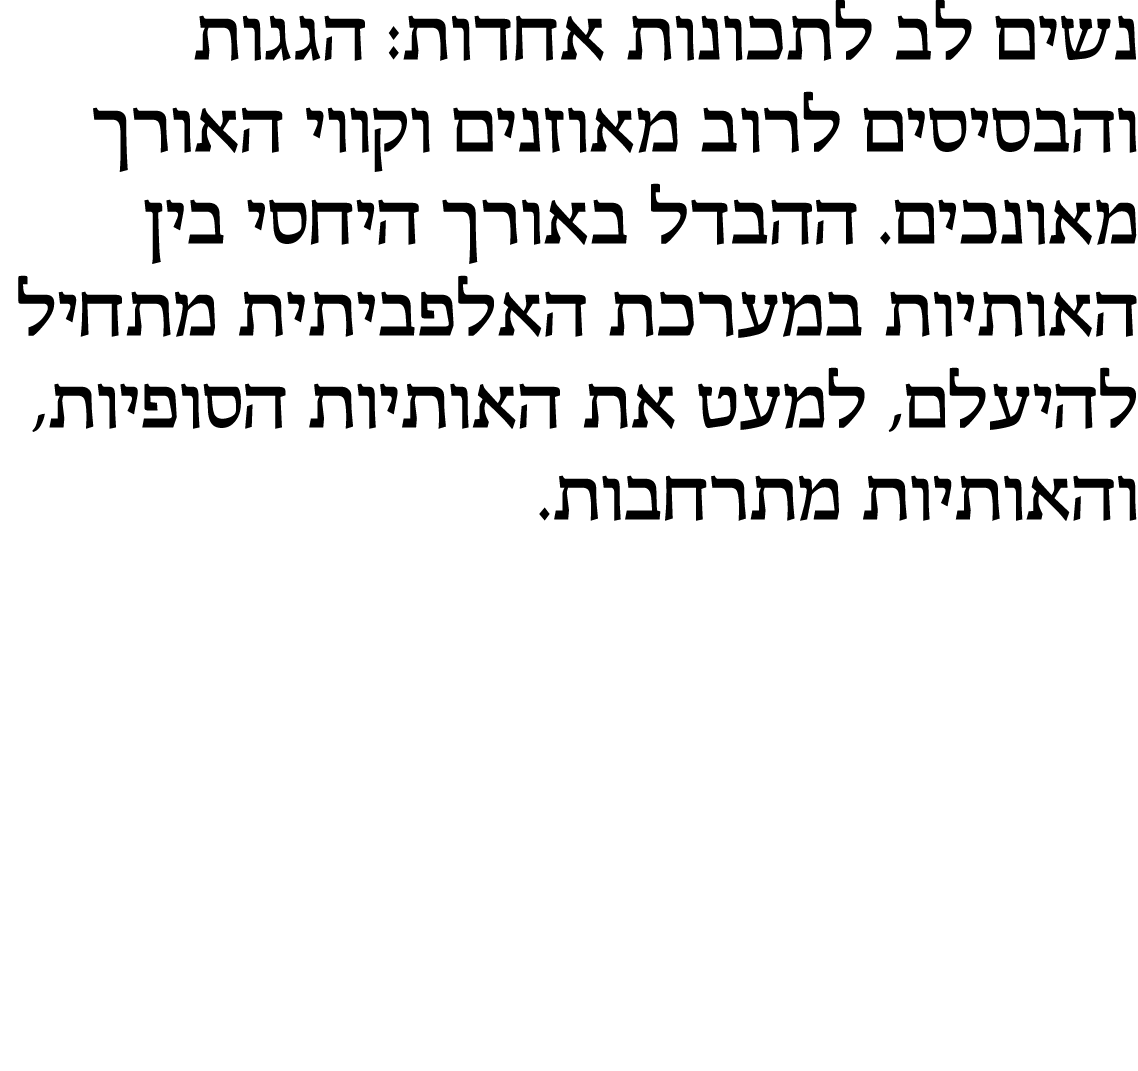 נשים לב לתכונות אחדות: הגגות
והבסיסים לרוב מאוזנים וקווי האורך
מאונכים. ההבדל באורך היחסי בין
האותיות במערכת האלפביתית מתחיל
להיעלם, למעט את האותיות הסופיות,
והאותיות מתרחבות.